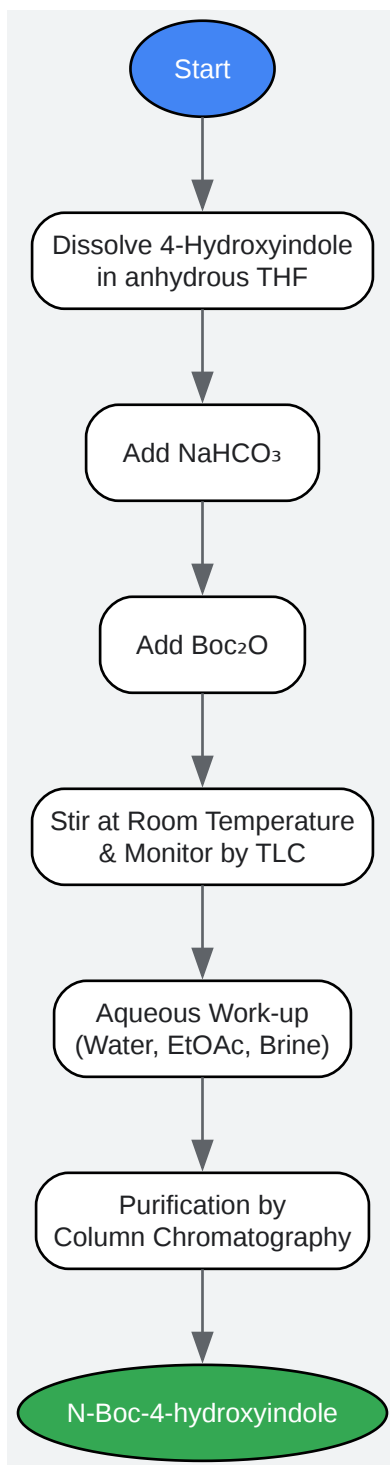 Start
Dissolve 4-Hydroxyindole
in anhydrous THF
Add NaHCO₃
Add Boc₂O
Stir at Room Temperature
& Monitor by TLC
Aqueous Work-up
(Water, EtOAc, Brine)
Purification by
Column Chromatography
N-Boc-4-hydroxyindole